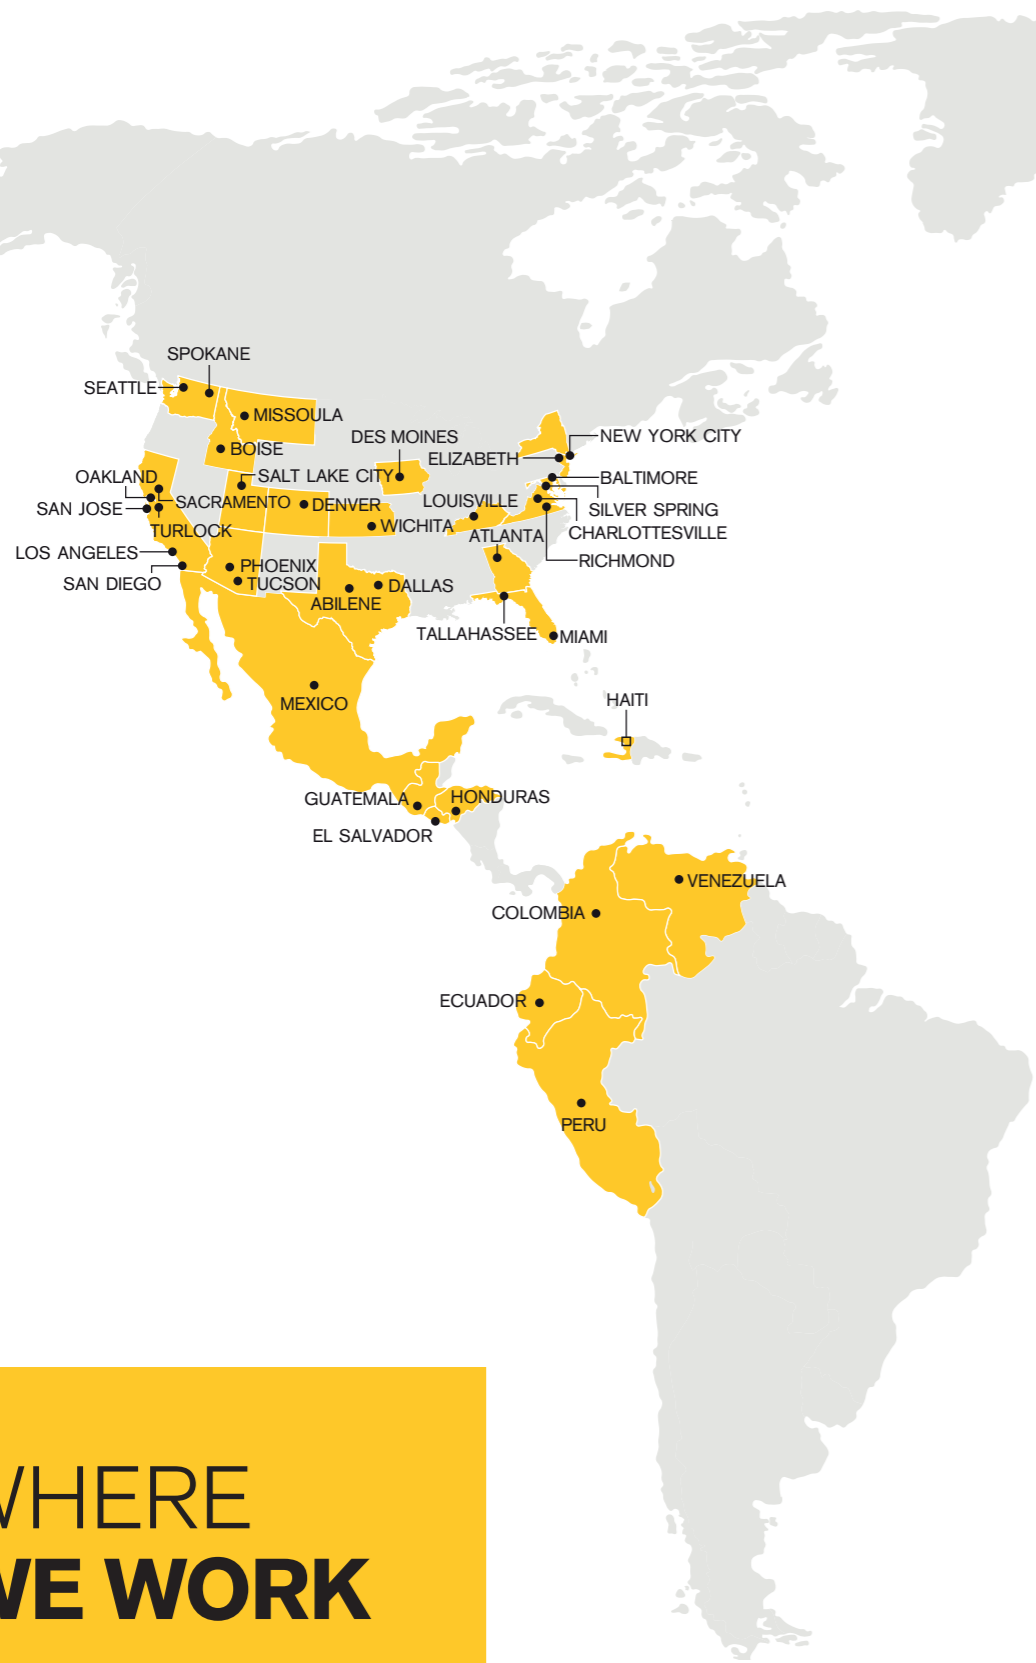 SPOKANE
SEATTLE
MISSOULA
BOISE
DES MOINES
NEW YORK CITY
ELIZABETH
SALT LAKE CITY
OAKLAND
BALTIMORE
SACRAMENTO
DENVER
LOUISVILLE
SAN JOSE
SILVER SPRING
TURLOCK
WICHITA
CHARLOTTESVILLE
ATLANTA
LOS ANGELES
RICHMOND
PHOENIX
SAN DIEGO
TUCSON
DALLAS
ABILENE
TALLAHASSEE
MIAMI
MEXICO
HAITI
GUATEMALA
HONDURAS
EL SALVADOR
VENEZUELA
COLOMBIA
ECUADOR
PERU
WHERE
WE WORK